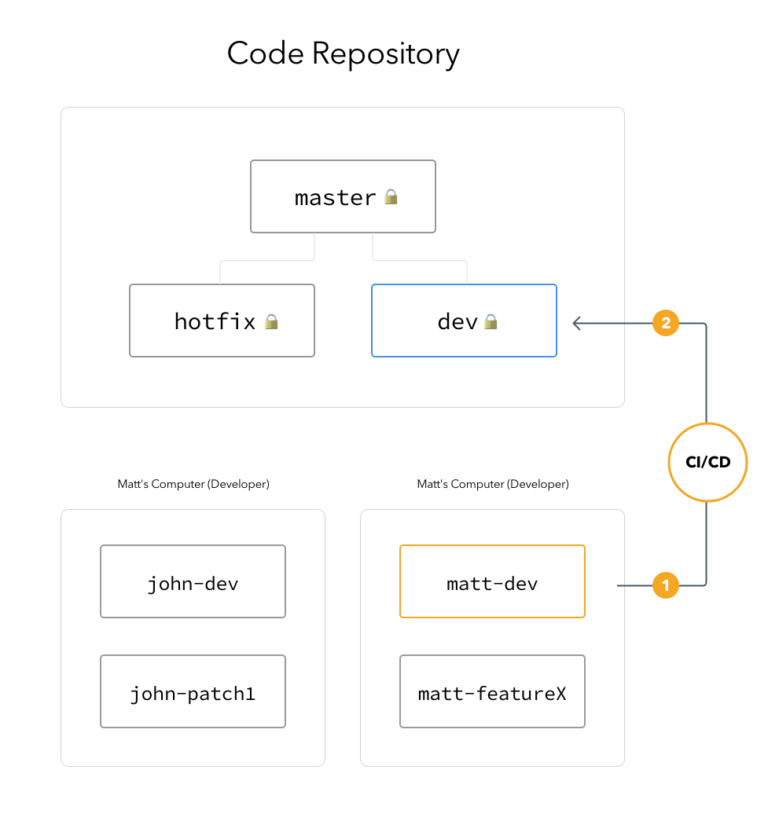 Code Repository
master
hotfix
dev
2
CI/CD
Matt's Computer (Developer)
Matt's Computer (Developer)
john-dev
matt-dev
1
john-patch1
matt-featureX